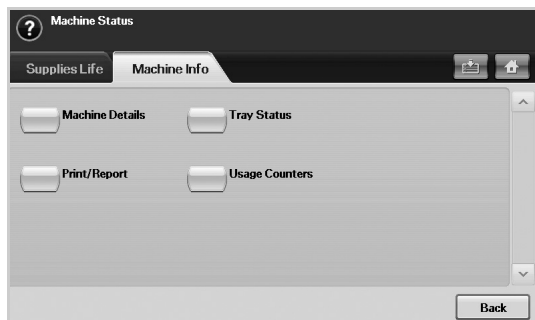 ? Machine Status
Supplies Life Machine Info
Machine Details Tray Status
Print/Report Usage Counters
Back